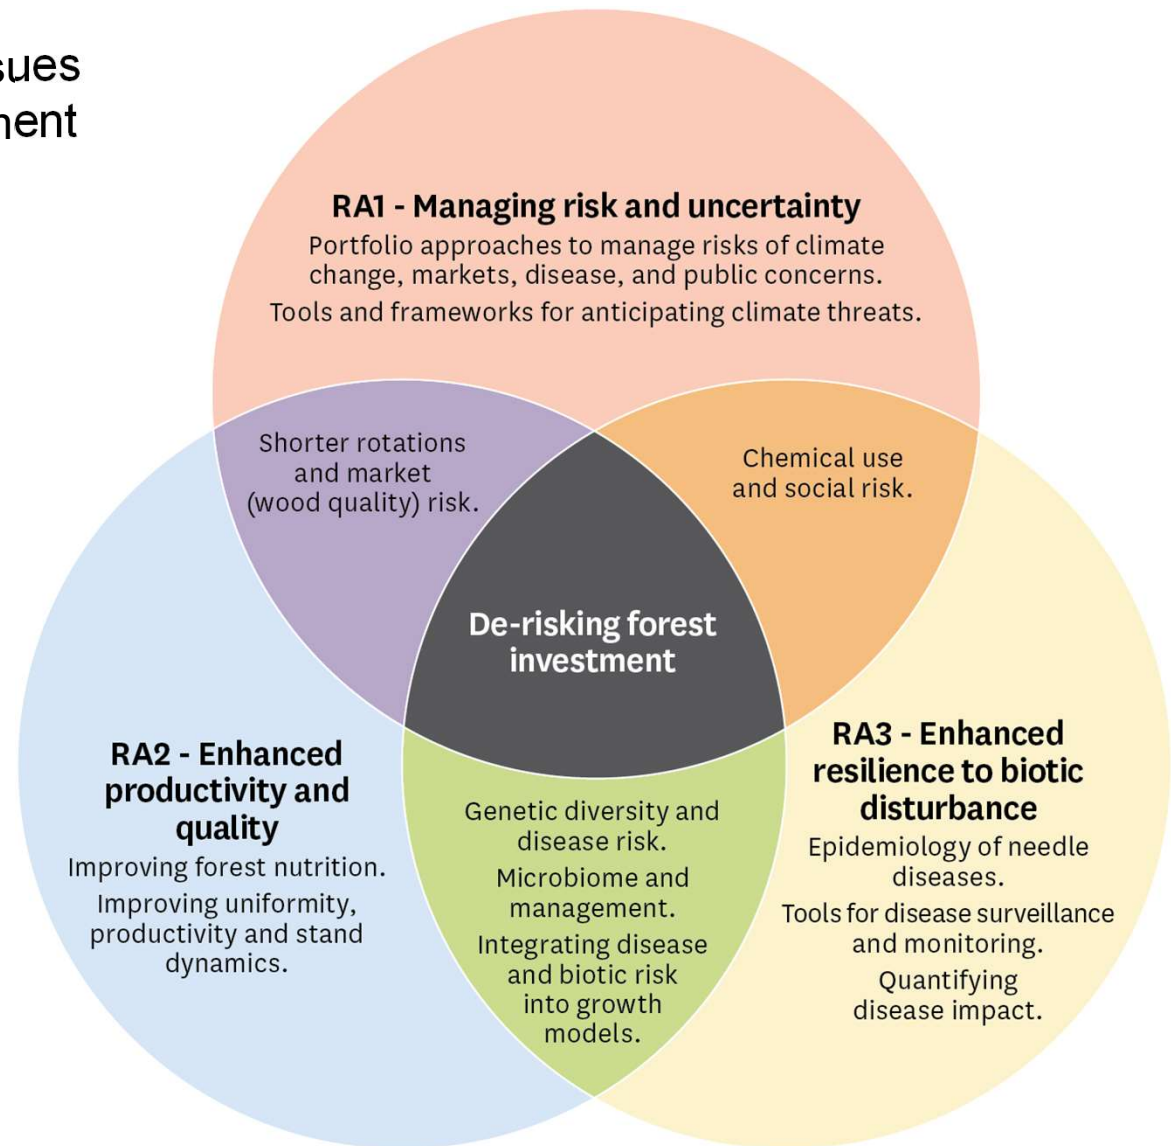 RA1 - Managing risk and uncertainty
Portfolio approaches to manage risks of climate
change, markets, disease, and public concerns.
Tools and frameworks for anticipating climate threats.
Shorter rotations
and market
(wood quality) risk.
Chemical use
and social risk.
De-risking forest
investment
RA2 - Enhanced
productivity and
quality
Improving forest nutrition.
Improving uniformity,
productivity and stand
dynamics.
Genetic diversity and
disease risk.
Microbiome and
management.
Integrating disease
and biotic risk
into growth
models.
RA3 - Enhanced
resilience to biotic
disturbance
Epidemiology of needle
diseases.
Tools for disease surveillance
and monitoring.
Quantifying
disease impact.